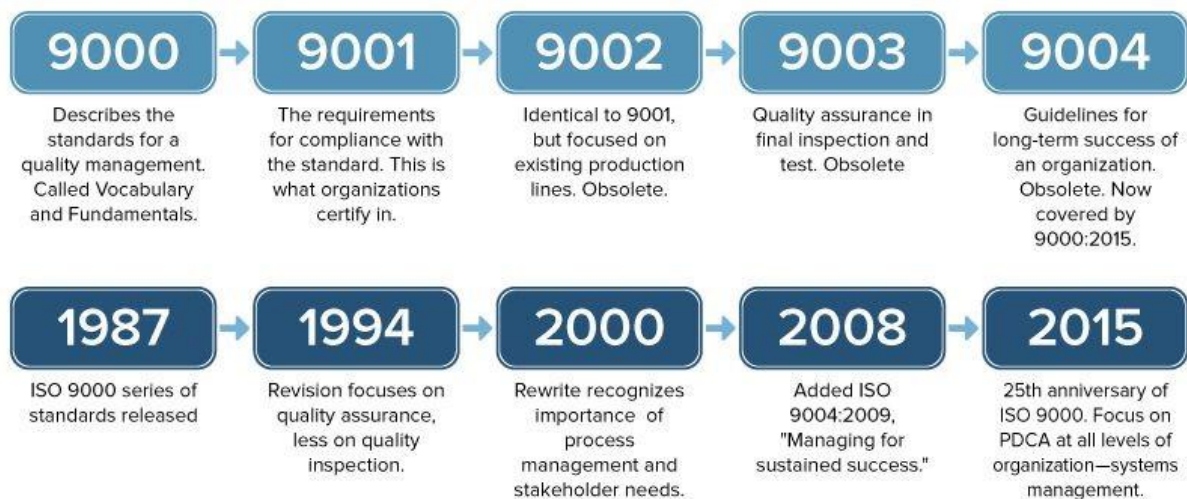 9000
Describes the
standards for a
quality management.
Called Vocabulary
and Fundamentals.
9001
The requirements
for compliance with
the standard. This is
what organizations
certify in.
9002
Identical to 9001,
but focused on
existing production
lines. Obsolete.
9003
Quality assurance in
final inspection and
test. Obsolete
9004
Guidelines for
long-term success of
an organization.
Obsolete. Now
covered by
9000:2015.
1987
ISO 9000 series of
standards released
1994
Revision focuses on
quality assurance,
less on quality
inspection.
2000
Rewrite recognizes
importance of
process
management and
stakeholder needs.
2008
Added ISO
9004:2009,
"Managing for
sustained success."
2015
25th anniversary of
ISO 9000. Focus on
PDCA at all levels of
organization—systems
management.